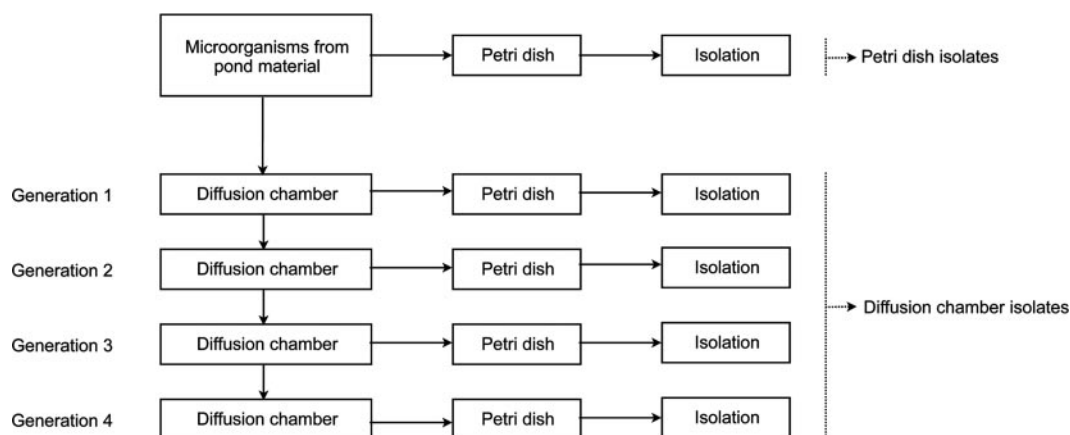 Microorganisms from
pond material
Petri dish
Isolation
Petri dish isolates
Generation 1
Diffusion chamber
Petri dish
Isolation
Generation 2
Diffusion chamber
Petri dish
Isolation
Diffusion chamber isolates
Generation 3
Diffusion chamber
Petri dish
Isolation
Generation 4
Diffusion chamber
Petri dish
Isolation